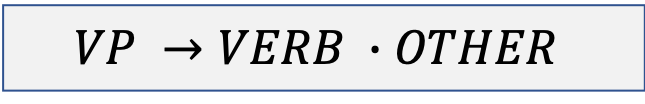 VP → VERB · OTHER